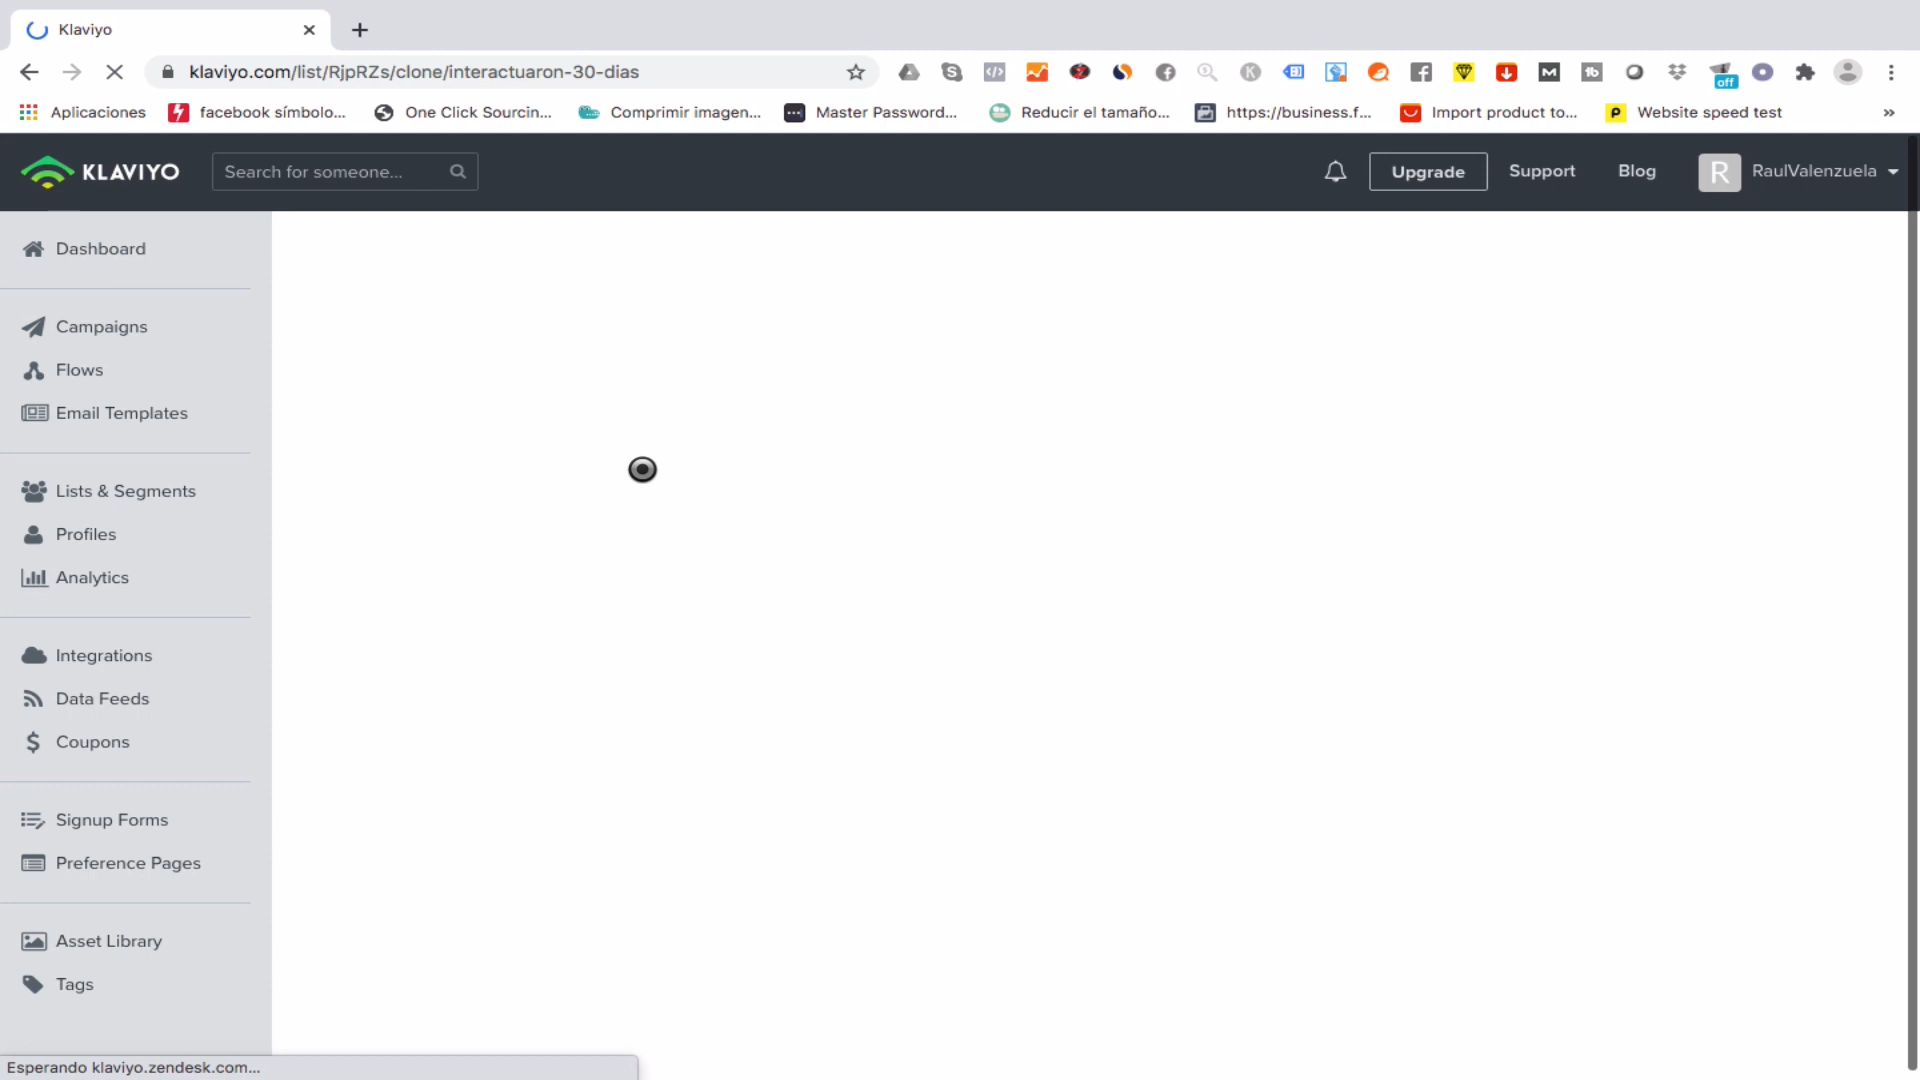 Klaviyo
klaviyo.com/list/RjpRZs/clone/interactuaron-30-dias
off
Aplicaciones
facebook símbolo...
One Click Sourcin...
Comprimir imagen...
Master Password...
Reducir el tamaño...
https://business.f...
Import product to...
Website speed test
KLAVIYO
Search for someone...
Upgrade
Support
Blog
R
RaulValenzuela
Dashboard
Campaigns
Flows
Email Templates
Lists & Segments
Profiles
Analytics
Integrations
Data Feeds
Coupons
Signup Forms
Preference Pages
Asset Library
Tags
Esperando klaviyo.zendesk.com...